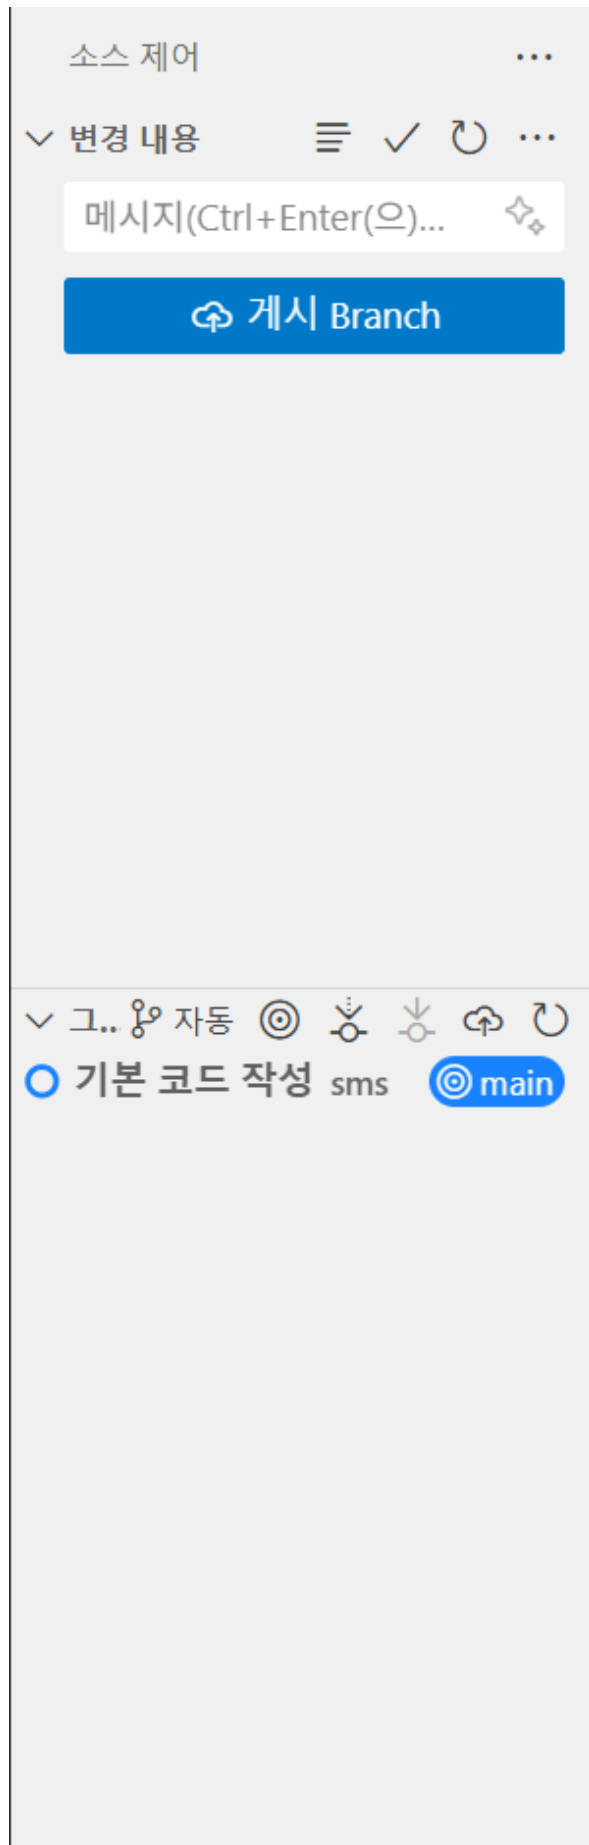 소스 제어
변경 내용
메시지(Ctrl+Enter(으)...
게시 Branch
그.. 자동
기본 코드 작성 sms main